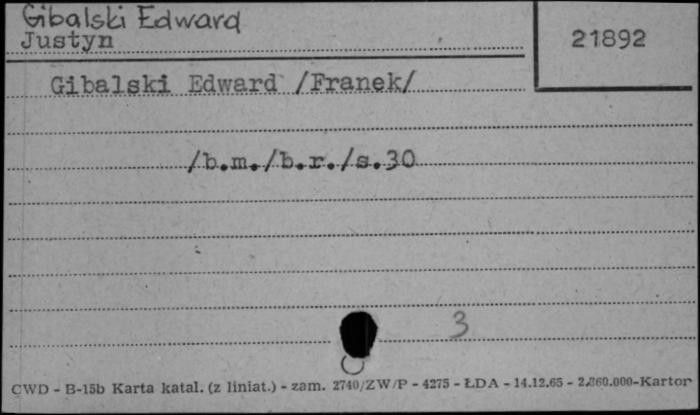 Gibalski Edward
Justyn
21892
Gibalski Edward /Franek/
/b.m./b.r./s.30
3
CWD - B-15b Karta katal. (z liniat.) - zam. 2740/ZW/P - 4275 - ŁDA - 14.12.65 - 2.860.000-Kartor